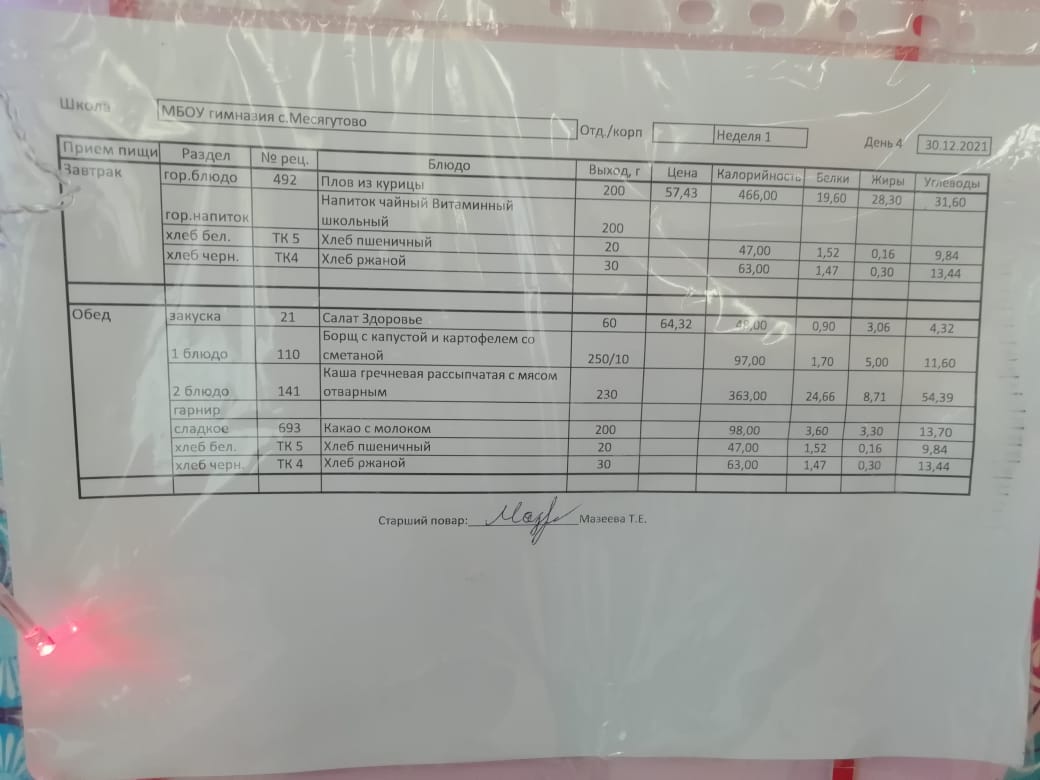 Школа МБОУ гимназия с.Месягутово Отд./корп Неделя 1 День 4 30.12.2021
Прием пищи Раздел № рец. Блюдо Выход, г Цена Калорийность Белки Жиры Углеводы
Завтрак гор.блюдо 492 Плов из курицы 200 57,43 466,00 19,60 28,30 31,60
Напиток чайный Витаминный
гор.напиток школьный 200
хлеб бел. ТК 5 Хлеб пшеничный 20 47,00 1,52 0,16 9,84
хлеб черн. ТК4 Хлеб ржаной 30 63,00 1,47 0,30 13,44
Обед закуска 21 Салат Здоровье 60 64,32 0,90 3,06 4,32
Борщ с капустой и картофелем со
1 блюдо 110 сметаной 250/10 97,00 1,70 5,00 11,60
Каша гречневая рассыпчатая с мясом
2 блюдо 141 отварным 230 363,00 24,66 8,71 54,39
гарнир
сладкое 693 Какао с молоком 200 98,00 3,60 3,30 13,70
хлеб бел. ТК 5 Хлеб пшеничный 20 47,00 1,52 0,16 9,84
хлеб черн. ТК 4 Хлеб ржаной 30 63,00 1,47 0,30 13,44
Старший повар: Мазеева Т.Е.